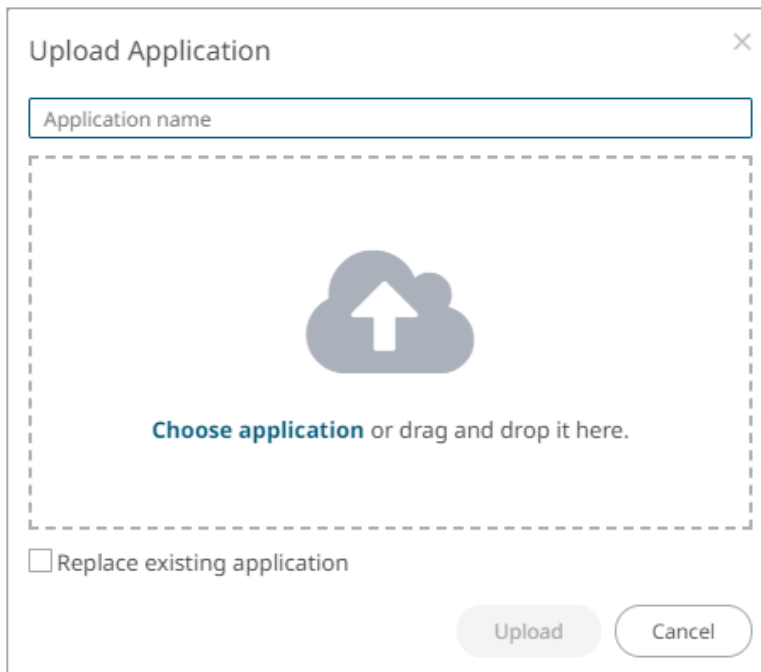 Upload Application
Application name
Choose application or drag and drop it here.
Replace existing application
Upload
Cancel